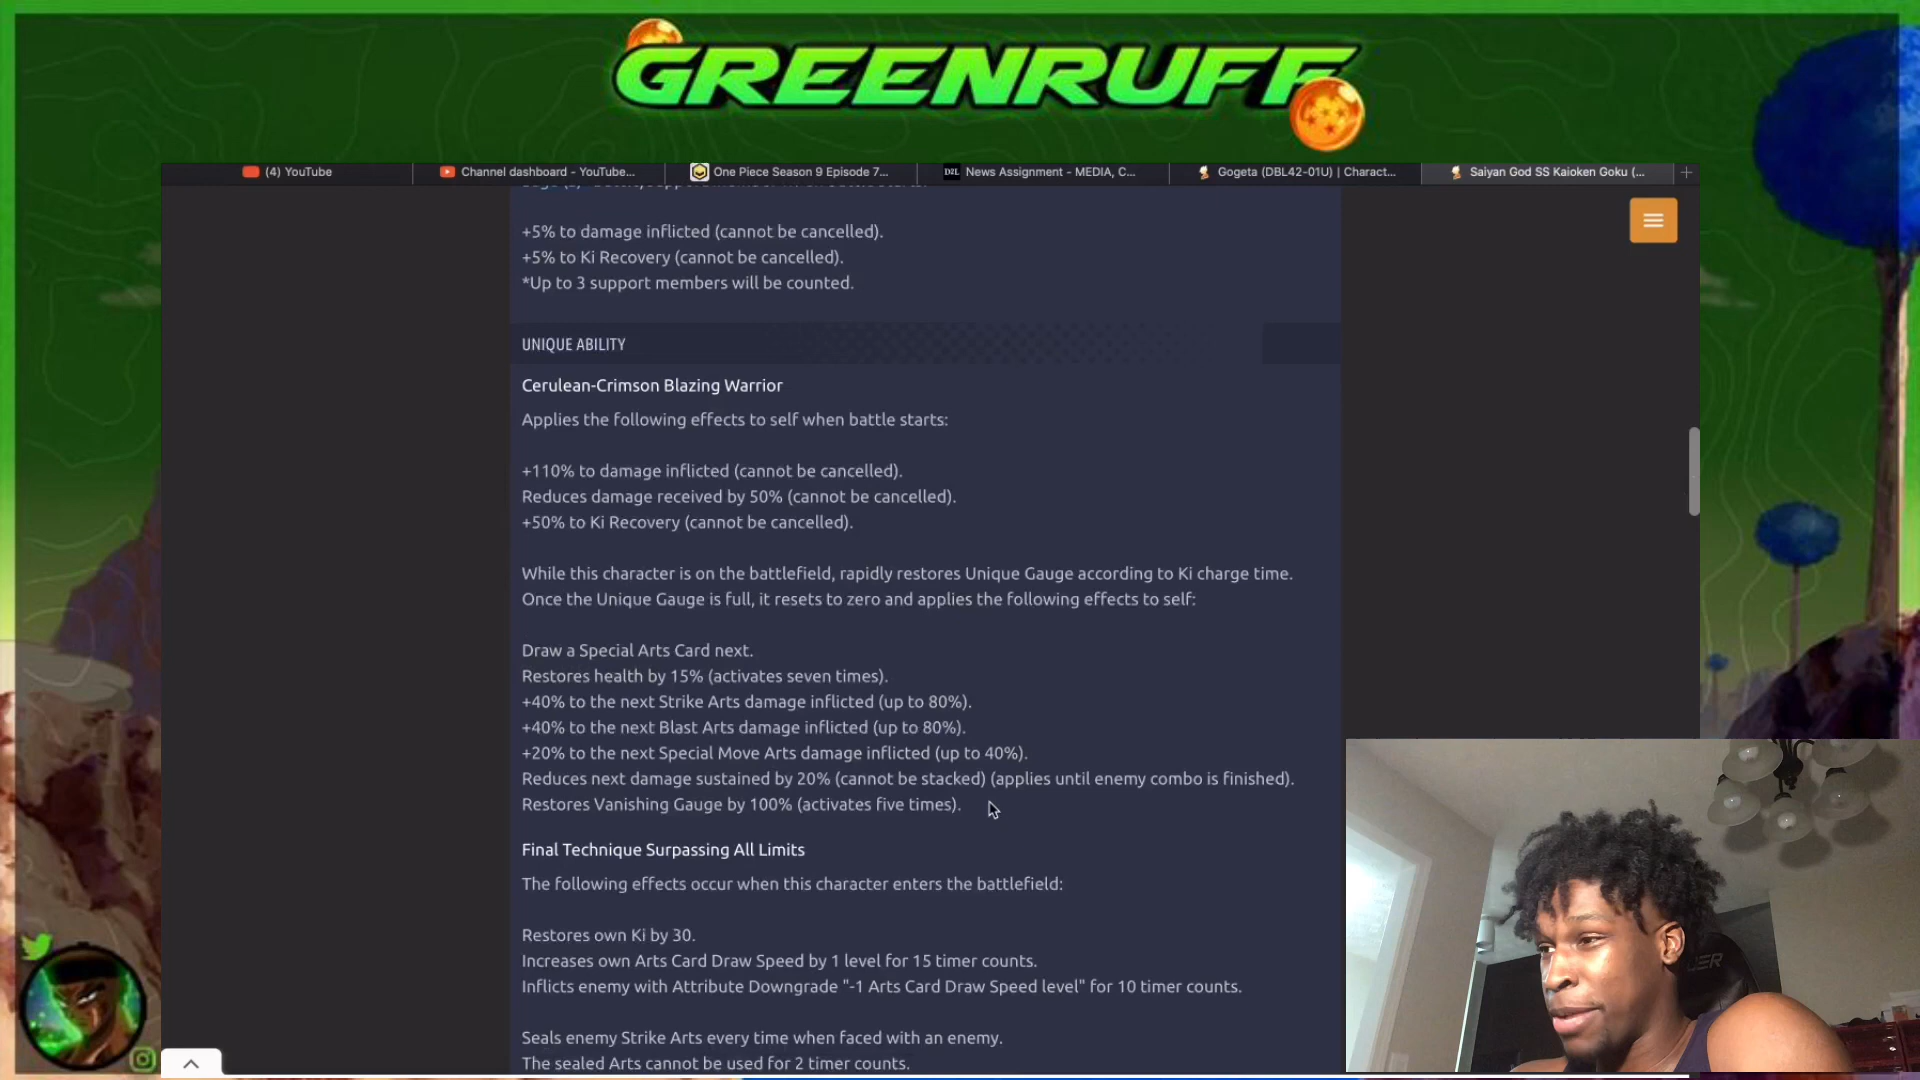 GREENRUFF
(4) YouTube
Channel dashboard - YouTube...
One Piece Season 9 Episode 7...
D2L News Assignment - MEDIA, C...
Gogeta (DBL42-01U) | Charact...
Saiyan God SS Kaioken Goku (...
+5% to damage inflicted (cannot be cancelled).
+5% to Ki Recovery (cannot be cancelled).
*Up to 3 support members will be counted.
UNIQUE ABILITY
Cerulean-Crimson Blazing Warrior
Applies the following effects to self when battle starts:
+110% to damage inflicted (cannot be cancelled).
Reduces damage received by 50% (cannot be cancelled).
+50% to Ki Recovery (cannot be cancelled).
While this character is on the battlefield, rapidly restores Unique Gauge according to Ki charge time.
Once the Unique Gauge is full, it resets to zero and applies the following effects to self:
Draw a Special Arts Card next.
Restores health by 15% (activates seven times).
+40% to the next Strike Arts damage inflicted (up to 80%).
+40% to the next Blast Arts damage inflicted (up to 80%).
+20% to the next Special Move Arts damage inflicted (up to 40%).
Reduces next damage sustained by 20% (cannot be stacked) (applies until enemy combo is finished).
Restores Vanishing Gauge by 100% (activates five times).
Final Technique Surpassing All Limits
The following effects occur when this character enters the battlefield:
Restores own Ki by 30.
Increases own Arts Card Draw Speed by 1 level for 15 timer counts.
Inflicts enemy with Attribute Downgrade "-1 Arts Card Draw Speed level" for 10 timer counts.
Seals enemy Strike Arts every time when faced with an enemy.
The sealed Arts cannot be used for 2 timer counts.